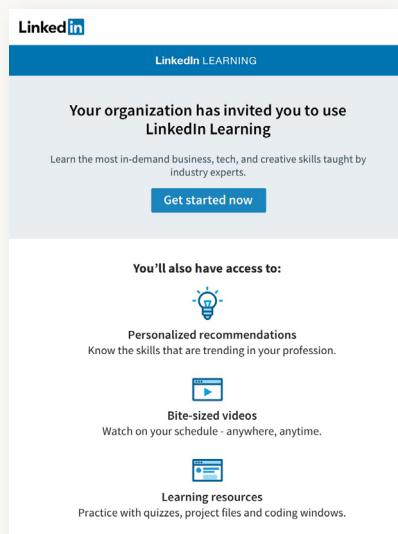 LinkedIn
LinkedIn LEARNING
Your organization has invited you to use
LinkedIn Learning
Learn the most in-demand business, tech, and creative skills taught by
industry experts.
Get started now
You'll also have access to:
Personalized recommendations
Know the skills that are trending in your profession.
Bite-sized videos
Watch on your schedule - anywhere, anytime.
Learning resources
Practice with quizzes, project files and coding windows.